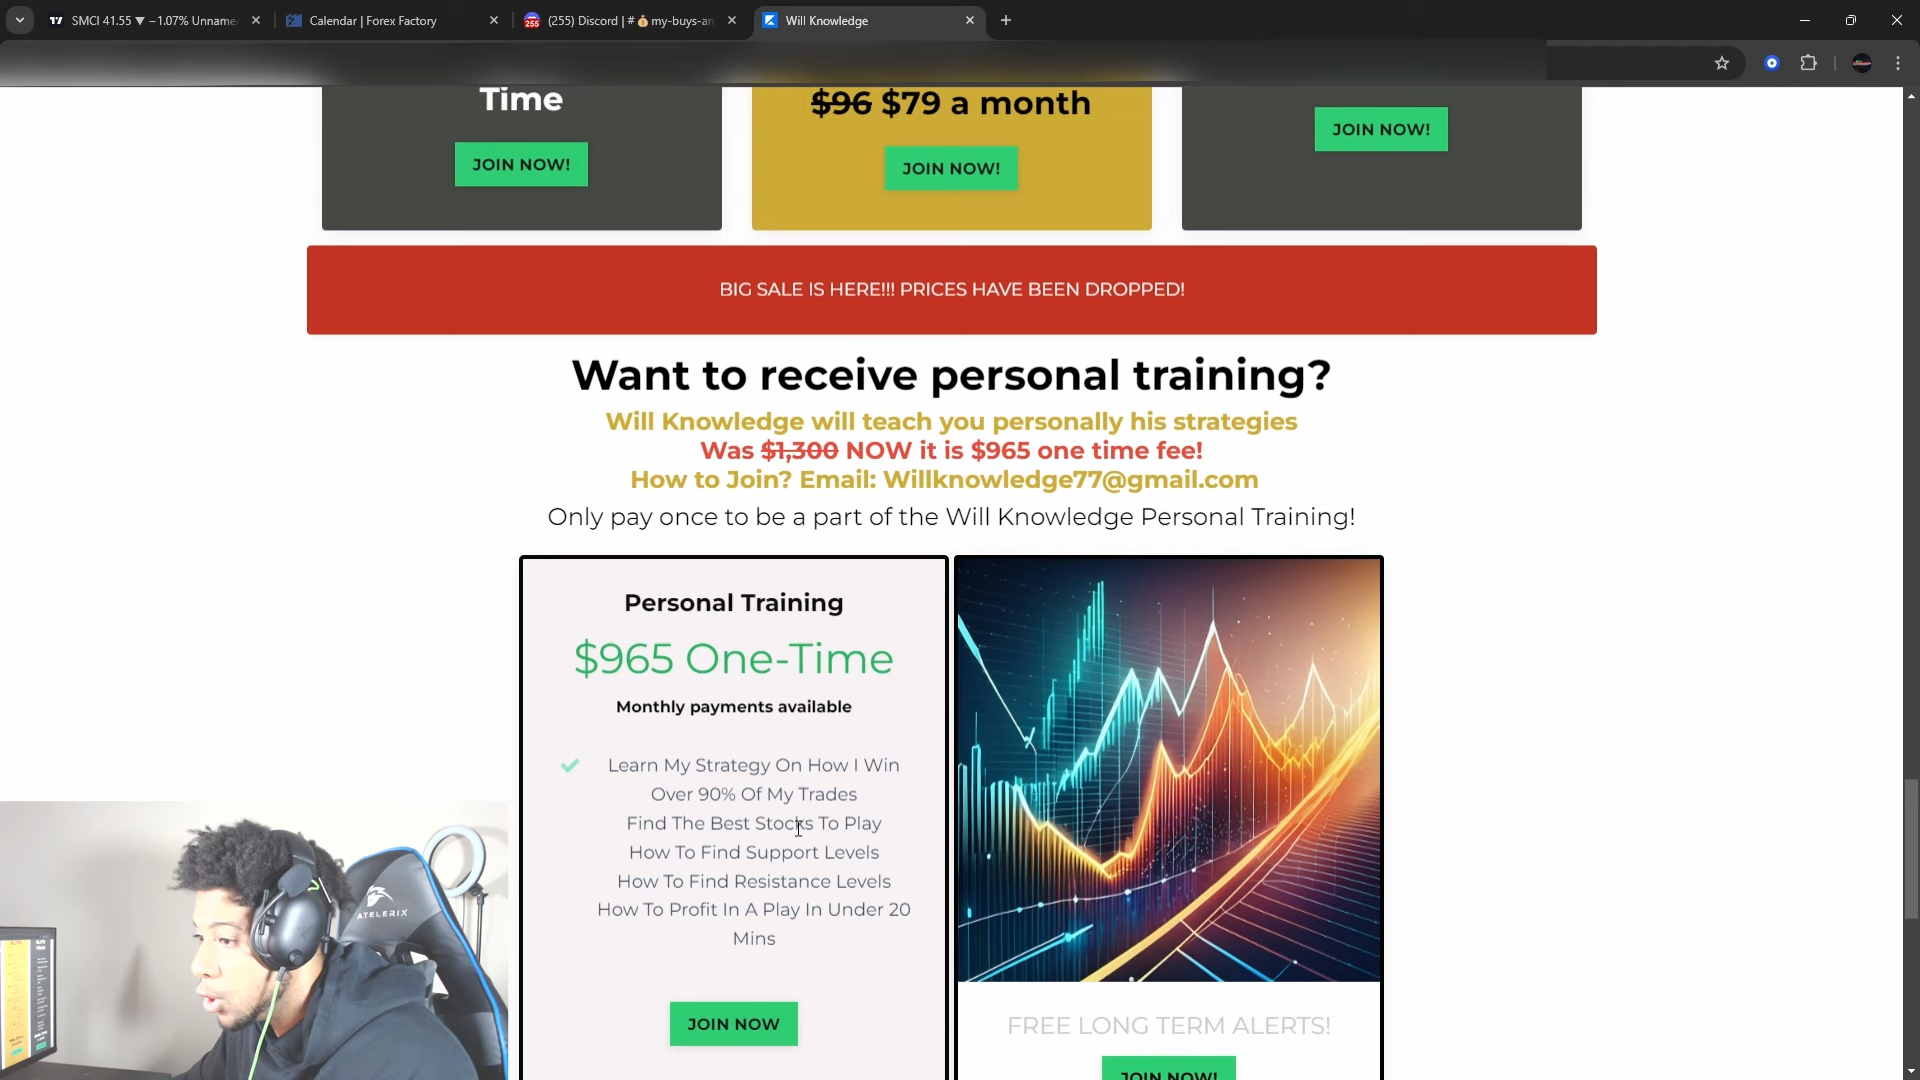 SMCI 41.55 ▼ −1.07% Unname
Calendar | Forex Factory
(255) Discord | # 💰my-buys-an
Will Knowledge
Time
$96 $79 a month
JOIN NOW!
JOIN NOW!
JOIN NOW!
BIG SALE IS HERE!!! PRICES HAVE BEEN DROPPED!
Want to receive personal training?
Will Knowledge will teach you personally his strategies
Was $1,300 NOW it is $965 one time fee!
How to Join? Email: Willknowledge77@gmail.com
Only pay once to be a part of the Will Knowledge Personal Training!
Personal Training
$965 One-Time
Monthly payments available
Learn My Strategy On How I Win
Over 90% Of My Trades
Find The Best Stocks To Play
How To Find Support Levels
How To Find Resistance Levels
How To Profit In A Play In Under 20
Mins
JOIN NOW
FREE LONG TERM ALERTS!
JOIN NOW!
ATELERIX